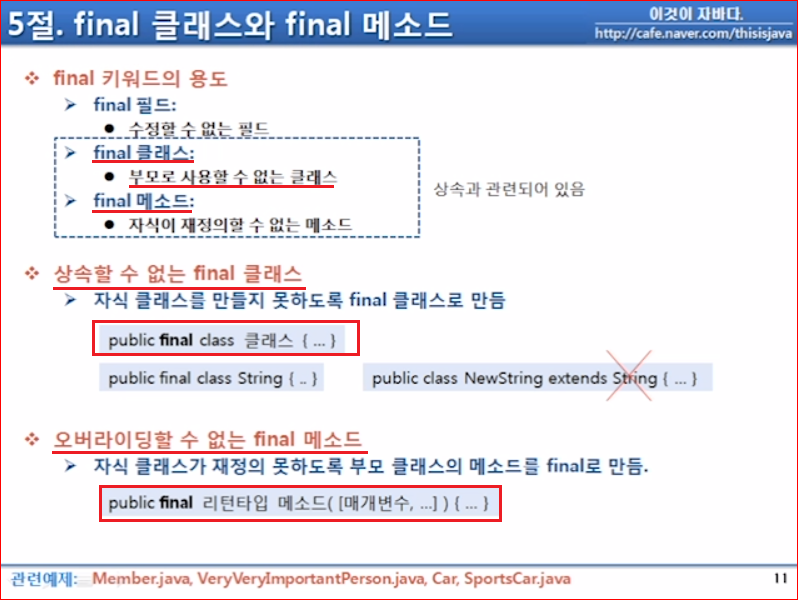 5절. final 클래스와 final 메소드
이것이 자바다.
http://cafe.naver.com/thisisjava
❖ final 키워드의 용도
➢ final 필드:
● 수정할 수 없는 필드
➢ final 클래스:
● 부모로 사용할 수 없는 클래스
➢ final 메소드:
● 자식이 재정의할 수 없는 메소드
상속과 관련되어 있음
❖ 상속할 수 없는 final 클래스
➢ 자식 클래스를 만들지 못하도록 final 클래스로 만듬
public final class 클래스 { ... }
public final class String { .. }
public class NewString extends String { ... }
❖ 오버라이딩할 수 없는 final 메소드
➢ 자식 클래스가 재정의 못하도록 부모 클래스의 메소드를 final로 만듬.
public final 리턴타입 메소드( [매개변수, ...] ) { ... }
관련예제: Member.java, VeryVeryImportantPerson.java, Car, SportsCar.java
11